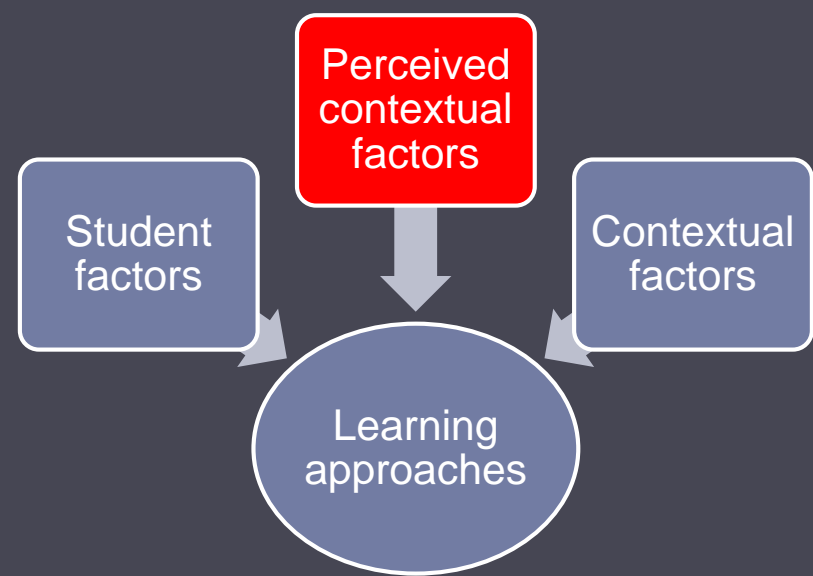 Perceived
contextual
factors
Student
factors
Contextual
factors
Learning
approaches